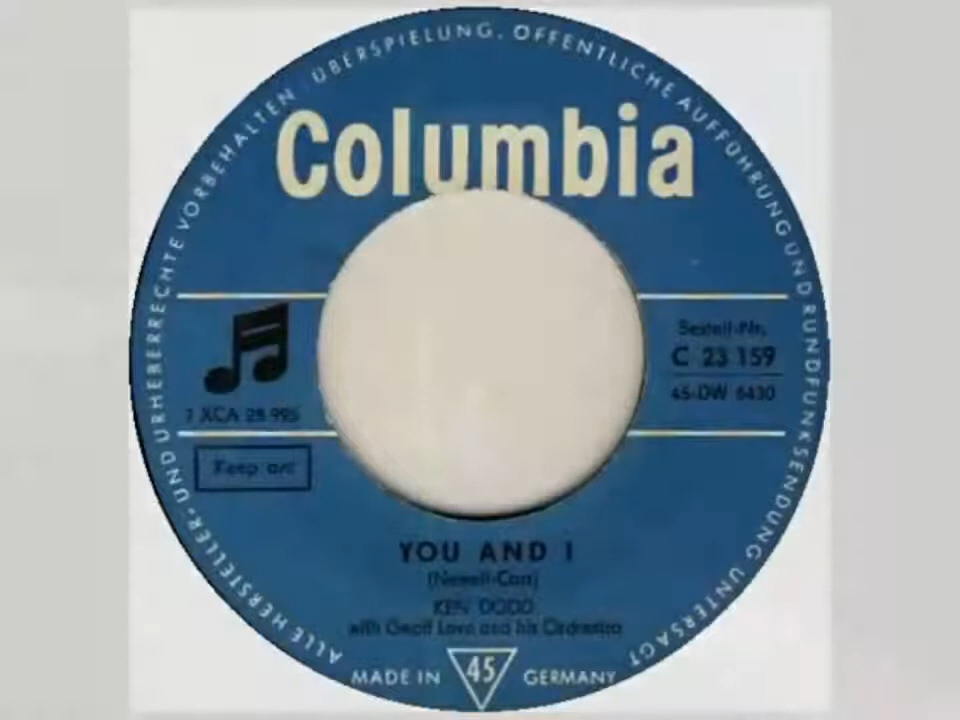 ALLE HERSTELLER- UND URHEBERRECHTE VORBEHALTEN · ÜBERSPIELUNG, ÖFFENTLICHE AUFFÜHRUNG UND RUNDFUNKSENDUNG UNTERSAGT
Columbia
Bestell-Nr.
C 23 159
45-DW 6430
7 XCA 28 995
YOU AND I
(Newell-Carr)
KEN DODD
with Geoff Love and his Orchestra
MADE IN 45 GERMANY